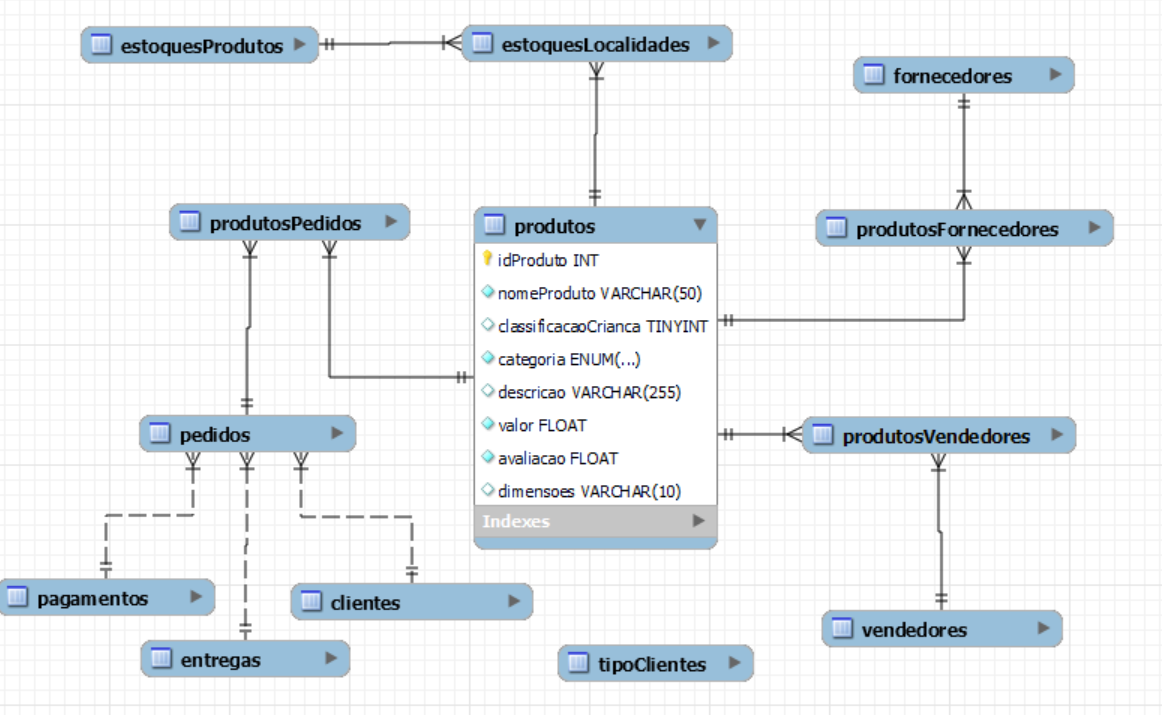 estoquesProdutos
estoquesLocalidades
fornecedores
produtosPedidos
produtos
idProduto INT
nomeProduto VARCHAR(50)
classificacaoCrianca TINYINT
categoria ENUM(...)
descricao VARCHAR(255)
valor FLOAT
avaliacao FLOAT
dimensoes VARCHAR(10)
Indexes
produtosFornecedores
pedidos
produtosVendedores
pagamentos
clientes
entregas
tipoClientes
vendedores